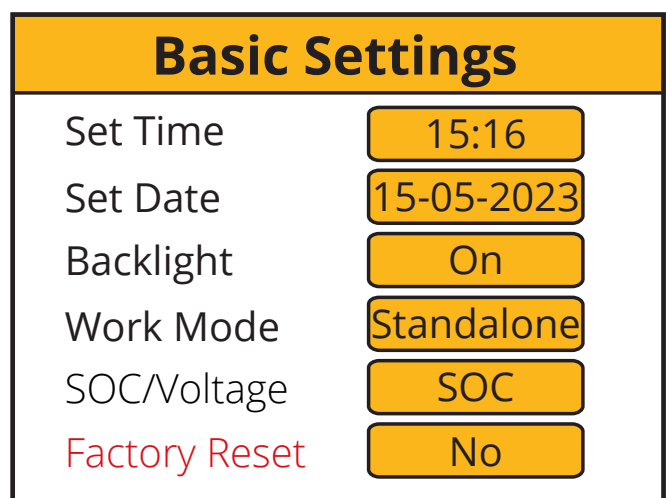 Basic Settings
Set Time 15:16
Set Date 15-05-2023
Backlight On
Work Mode Standalone
SOC/Voltage SOC
Factory Reset No